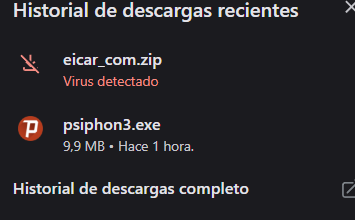 Historial de descargas recientes
eicar_com.zip
Virus detectado
psiphon3.exe
9,9 MB • Hace 1 hora.
Historial de descargas completo